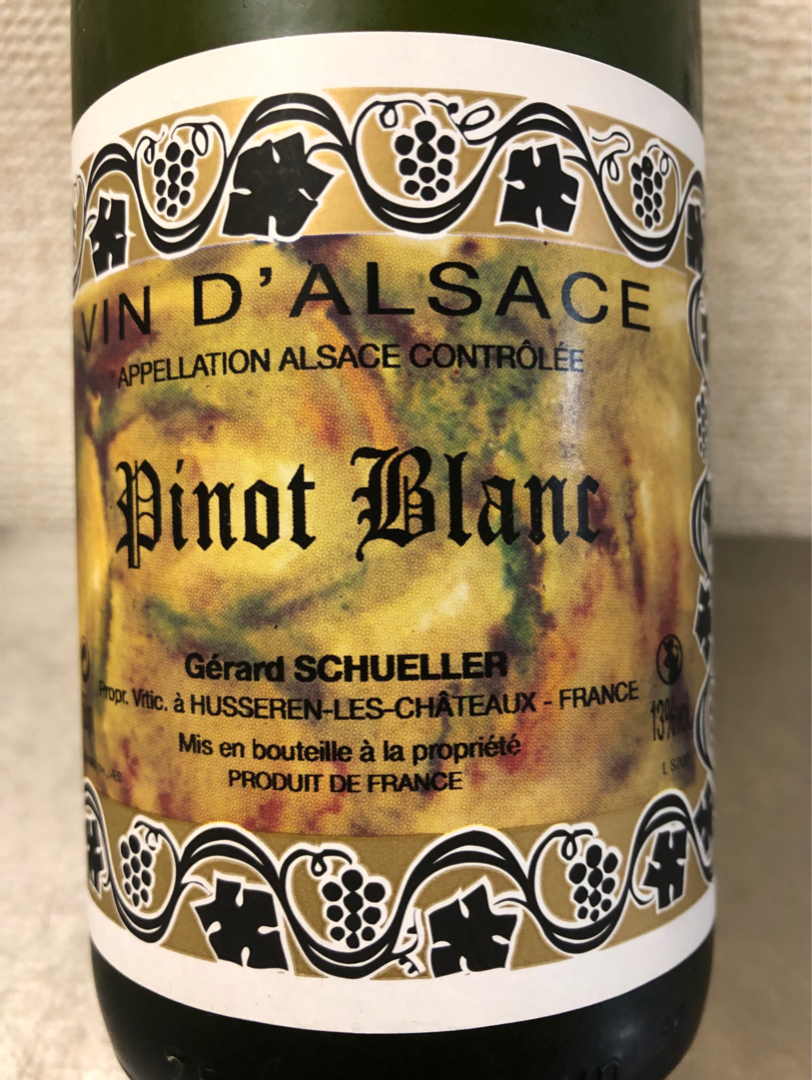 VIN D'ALSACE
APPELLATION ALSACE CONTRÔLÉE
Pinot Blanc
Gérard SCHUELLER
Propr. Vitic. à HUSSEREN-LES-CHÂTEAUX - FRANCE
13%
Mis en bouteille à la propriété
PRODUIT DE FRANCE